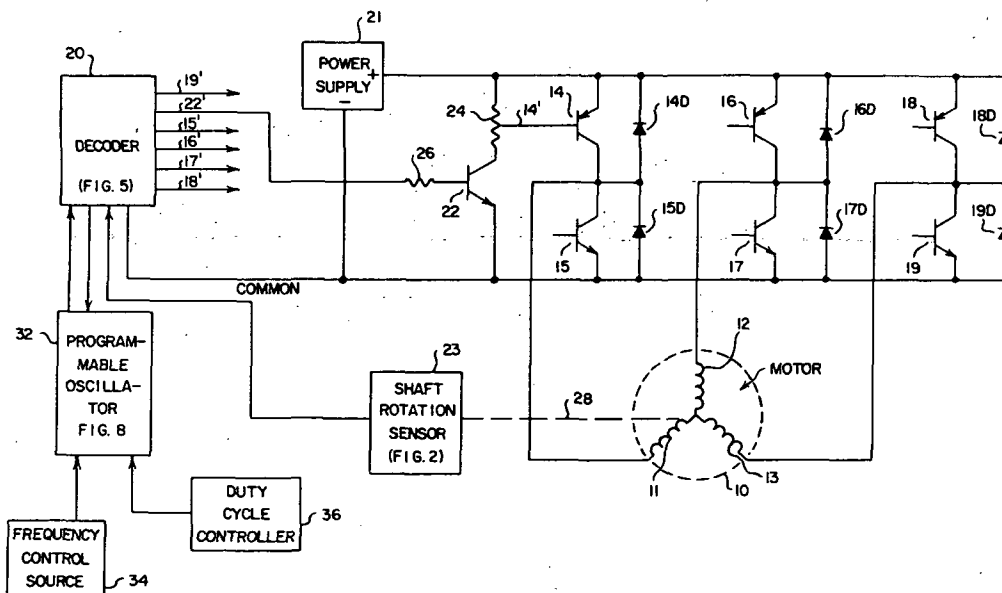 20
DECODER
(FIG. 5)
19'
22'
15'
16'
17'
18'
21
POWER
SUPPLY
+
−
24
14'
14
14D
16
16D
18
18D
26
22
15
15D
17
17D
19
19D
COMMON
32
PROGRAM-
MABLE
OSCILLA-
TOR
FIG. 8
23
SHAFT
ROTATION
SENSOR
(FIG. 2)
28
12
MOTOR
11
13
10
DUTY
CYCLE
CONTROLLER
36
FREQUENCY
CONTROL
SOURCE
34